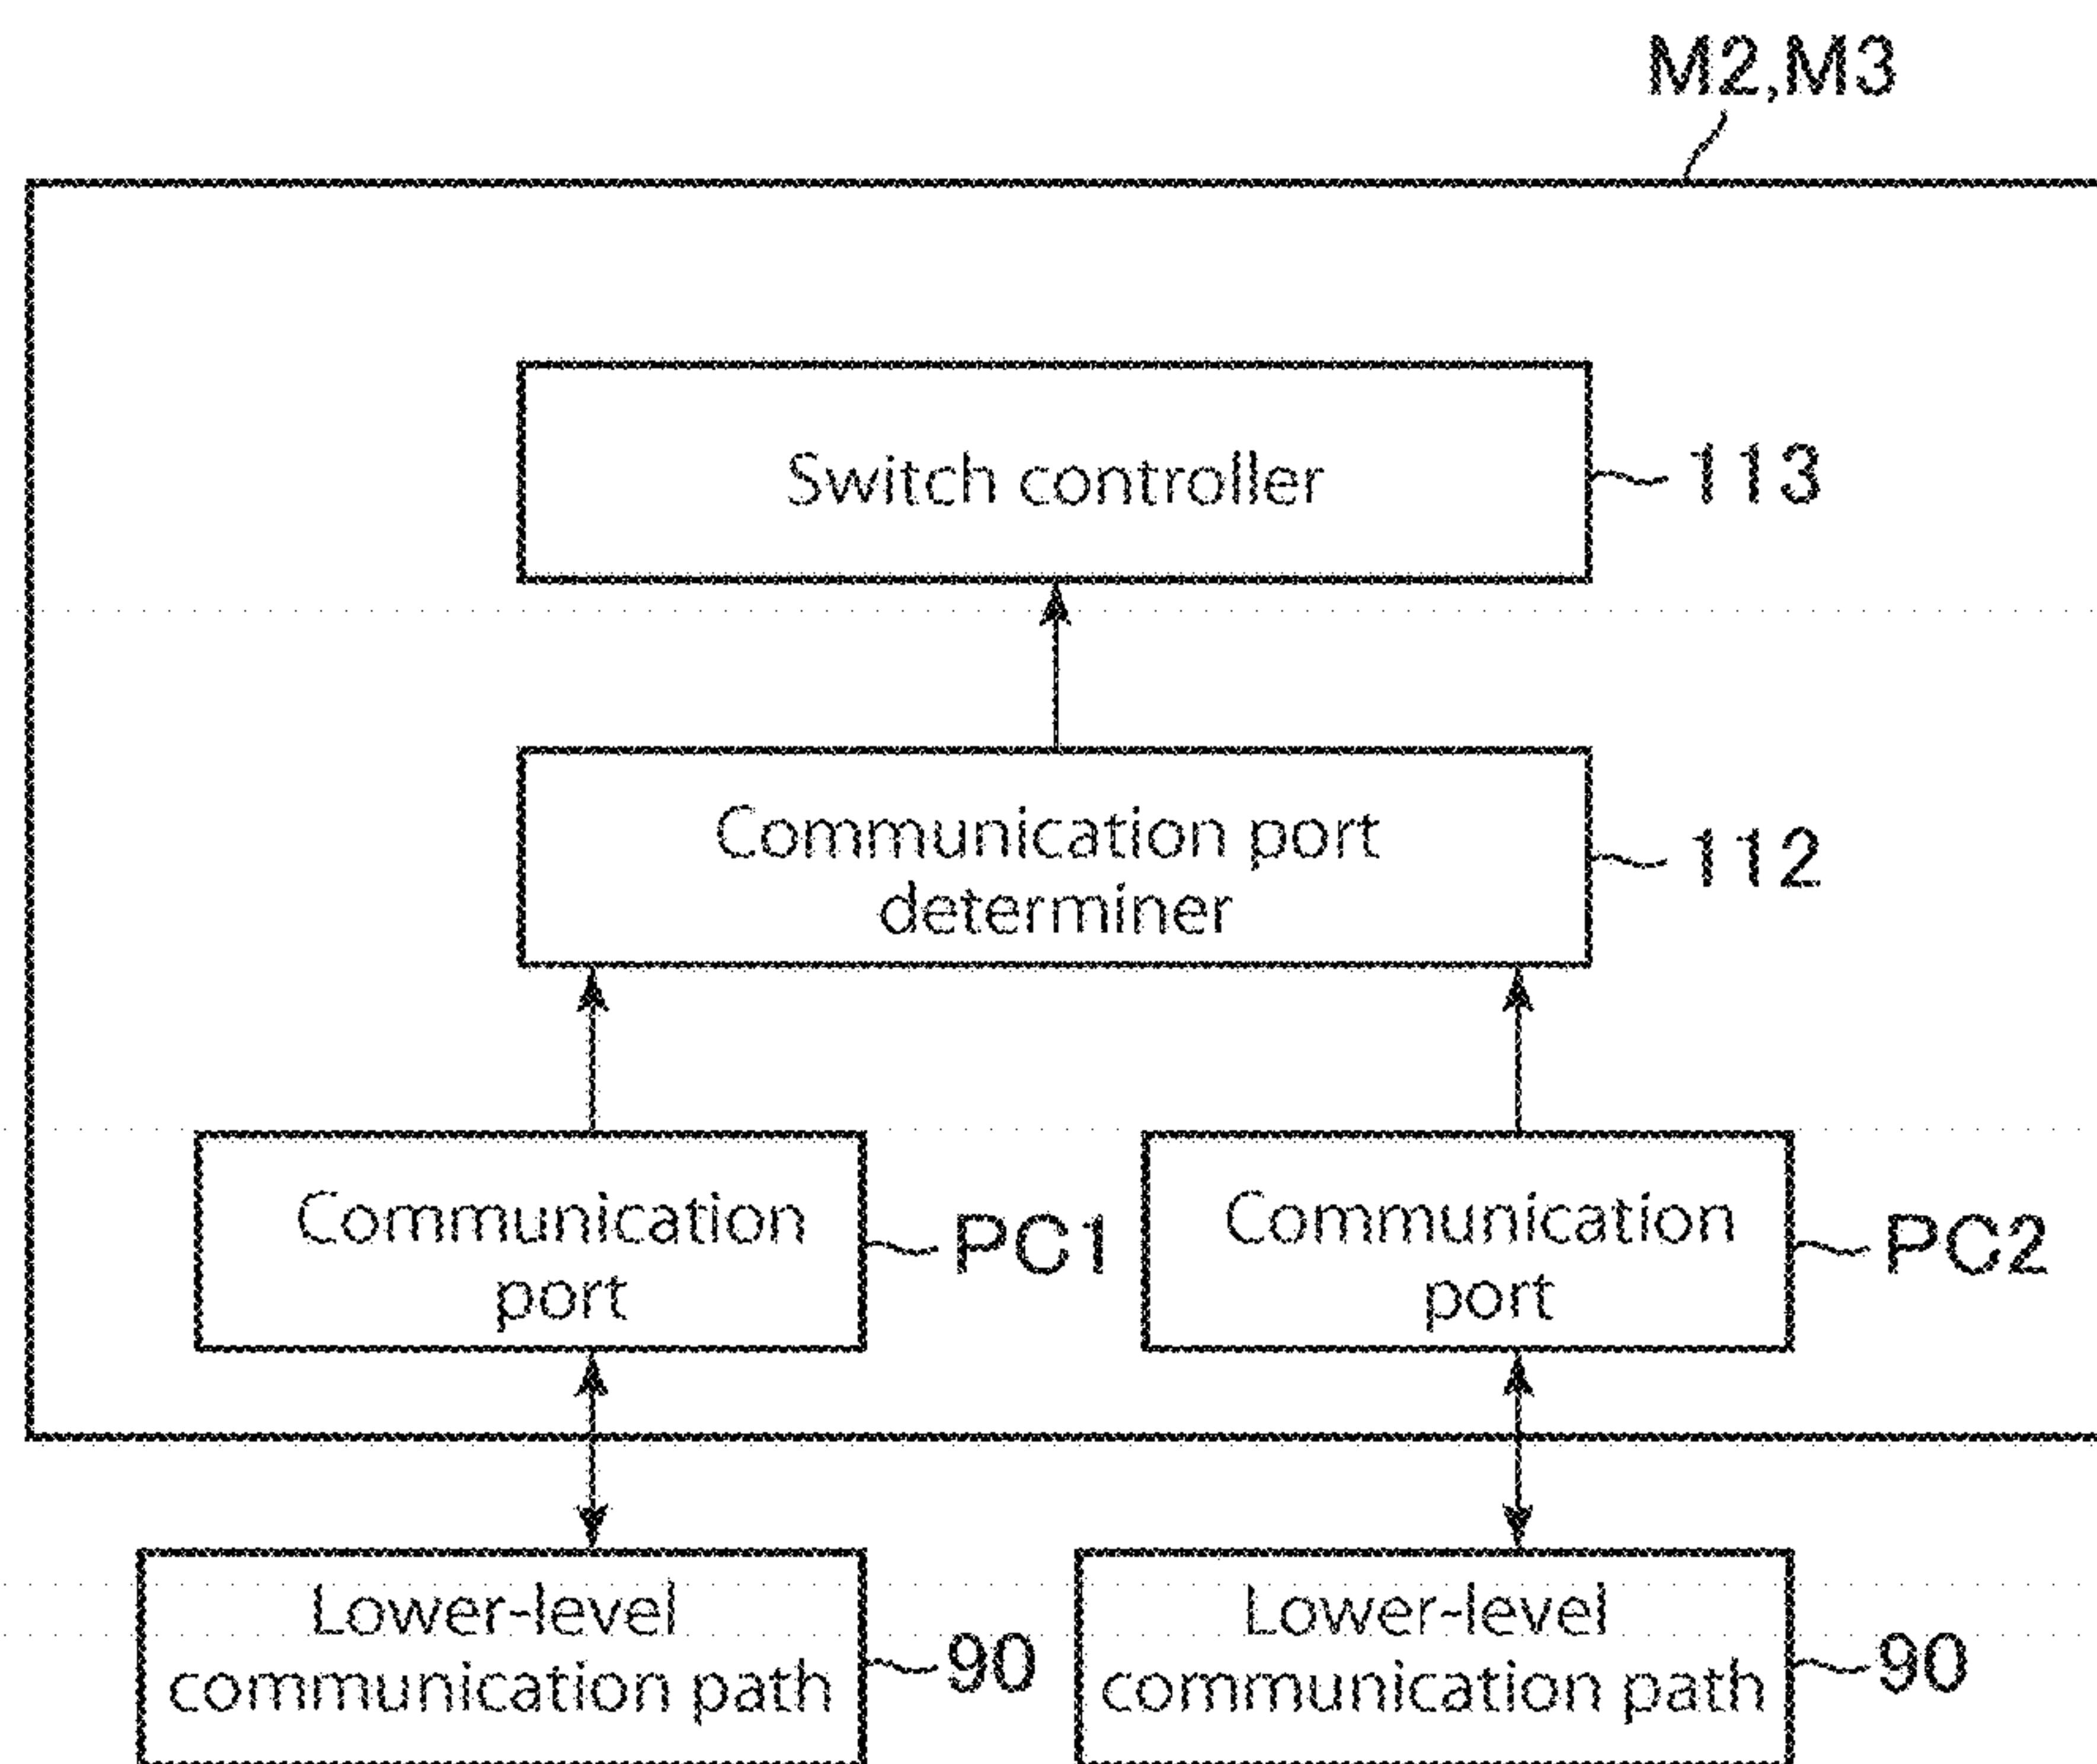 M2,M3
Switch controller
113
Communication port
determiner
112
Communication
port
PC1
Communication
port
PC2
Lower-level
communication path
90
Lower-level
communication path
90